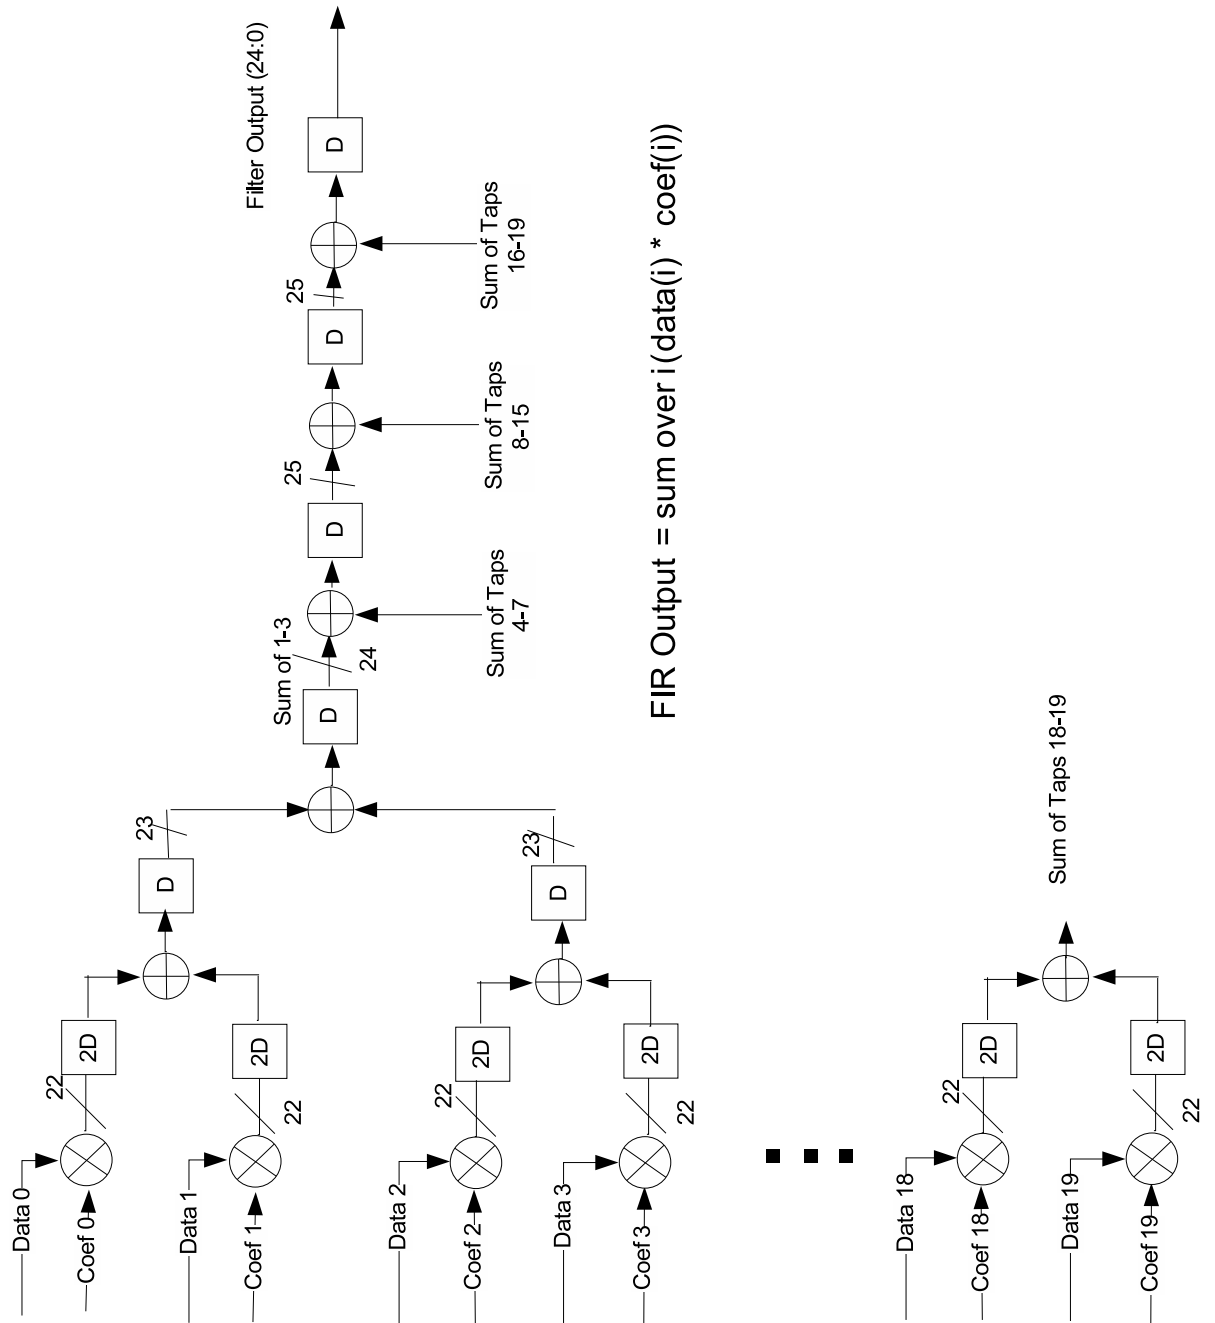 Data 0
Coef 0
22
2D
Data 1
Coef 1
22
2D
D
23
Data 2
Coef 2
22
2D
Data 3
Coef 3
22
2D
D
23
D
Sum of 1-3
24
Sum of Taps
4-7
D
25
Sum of Taps
8-15
D
25
Sum of Taps
16-19
D
Filter Output (24:0)
FIR Output = sum over i(data(i) * coef(i))
Data 18
Coef 18
22
2D
Data 19
Coef 19
22
2D
Sum of Taps 18-19